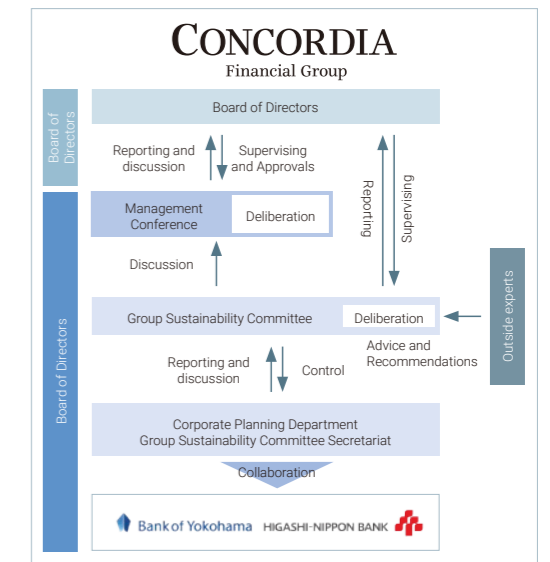 CONCORDIA
Financial Group
Board of
Directors
Board of Directors
Reporting and
discussion
Supervising
and Approvals
Reporting
Supervising
Board of Directors
Management
Conference
Deliberation
Discussion
Group Sustainability Committee
Deliberation
Outside experts
Advice and
Recommendations
Reporting and
discussion
Control
Corporate Planning Department
Group Sustainability Committee Secretariat
Collaboration
Bank of Yokohama
HIGASHI-NIPPON BANK